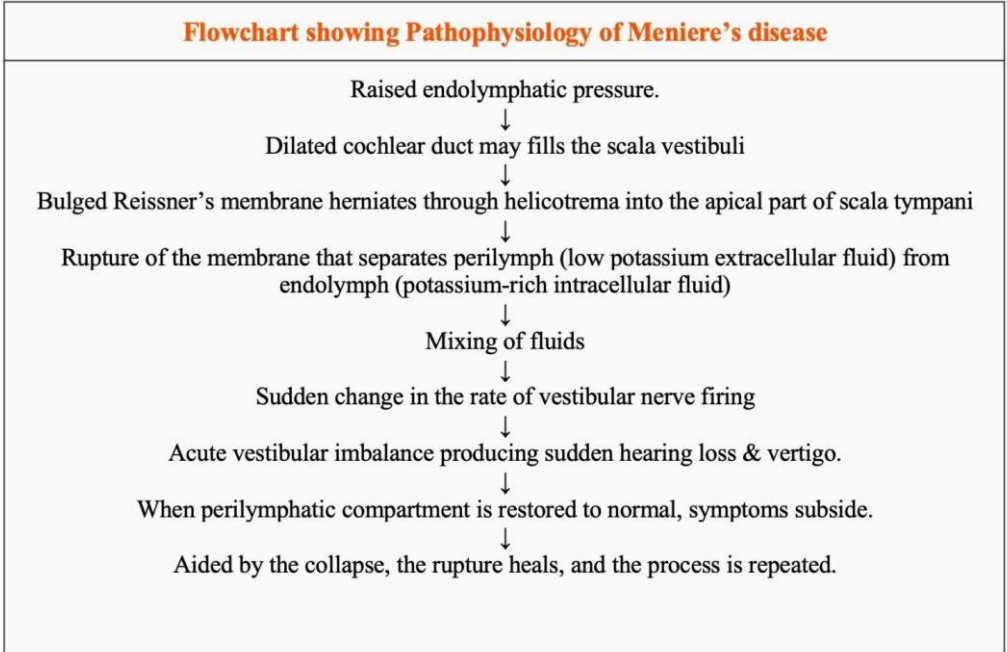 Flowchart showing Pathophysiology of Meniere’s disease
Raised endolymphatic pressure.
↓
Dilated cochlear duct may fills the scala vestibuli
↓
Bulged Reissner’s membrane herniates through helicotrema into the apical part of scala tympani
↓
Rupture of the membrane that separates perilymph (low potassium extracellular fluid) from
endolymph (potassium-rich intracellular fluid)
↓
Mixing of fluids
↓
Sudden change in the rate of vestibular nerve firing
↓
Acute vestibular imbalance producing sudden hearing loss & vertigo.
↓
When perilymphatic compartment is restored to normal, symptoms subside.
↓
Aided by the collapse, the rupture heals, and the process is repeated.